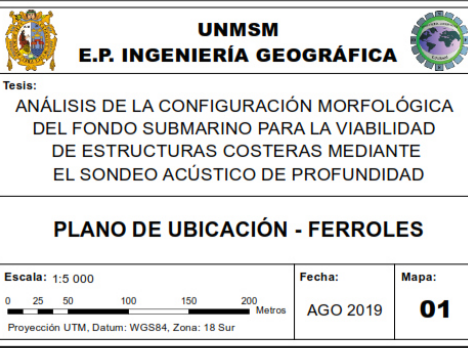 UNMSM
E.P. INGENIERÍA GEOGRÁFICA
Tesis:
ANÁLISIS DE LA CONFIGURACIÓN MORFOLÓGICA
DEL FONDO SUBMARINO PARA LA VIABILIDAD
DE ESTRUCTURAS COSTERAS MEDIANTE
EL SONDEO ACÚSTICO DE PROFUNDIDAD
PLANO DE UBICACIÓN - FERROLES
Escala: 1:5 000
0 25 50 100 150 200
Metros
Proyección UTM, Datum: WGS84, Zona: 18 Sur
Fecha:
AGO 2019
Mapa:
01